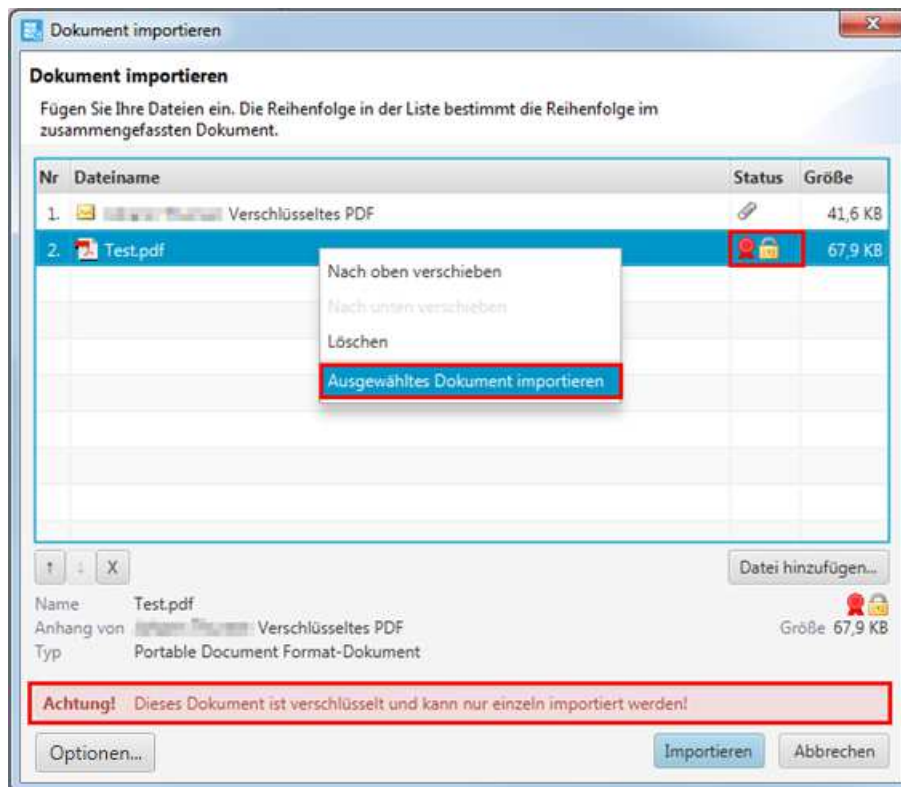 Dokument importieren
Dokument importieren
Fügen Sie Ihre Dateien ein. Die Reihenfolge in der Liste bestimmt die Reihenfolge im
zusammengefassten Dokument.
Nr Dateiname Status Größe
1. Verschlüsseltes PDF 41,6 KB
2. Test.pdf 67,9 KB
Nach oben verschieben
Nach unten verschieben
Löschen
Ausgewähltes Dokument importieren
X Datei hinzufügen...
Name Test.pdf
Anhang von Verschlüsseltes PDF Größe 67,9 KB
Typ Portable Document Format-Dokument
Achtung! Dieses Dokument ist verschlüsselt und kann nur einzeln importiert werden!
Optionen... Importieren Abbrechen